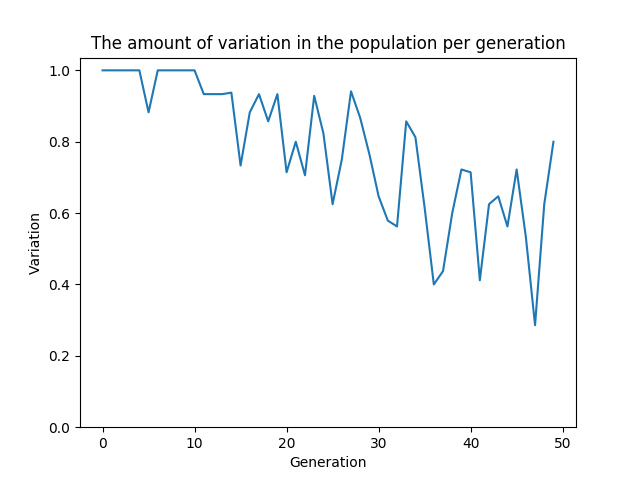 The amount of variation in the population per generation
1.0
0.8
0.6
0.4
0.2
0.0
Variation
0 10 20 30 40 50
Generation